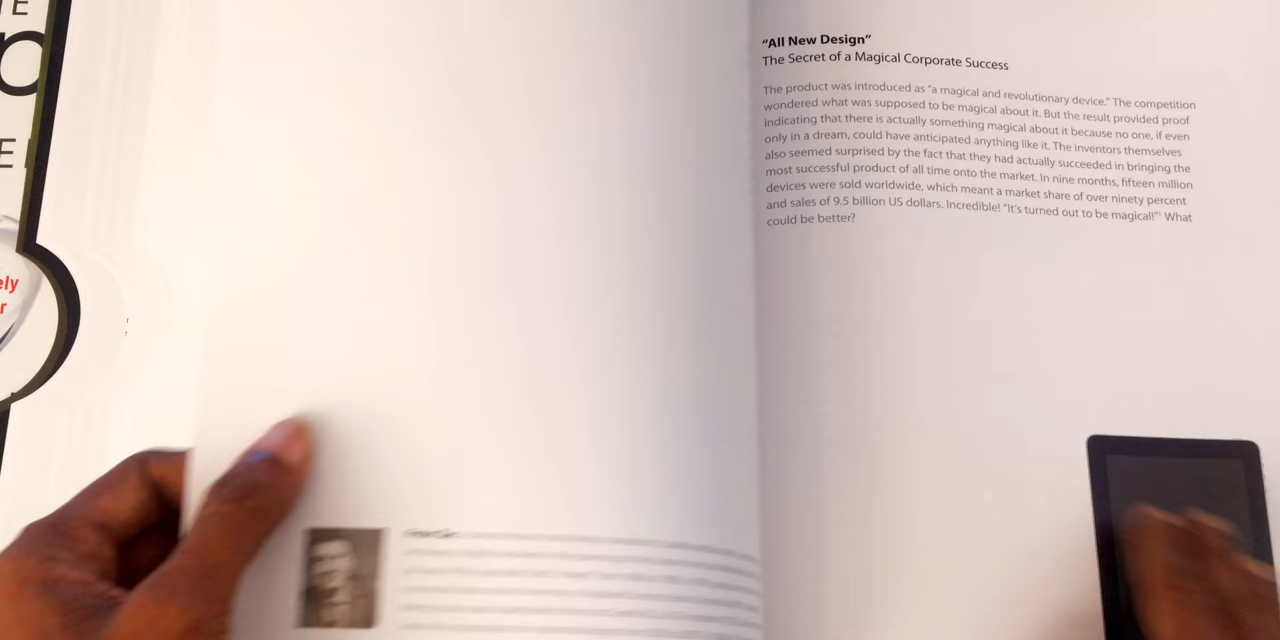 TE
p
E
ely
r
“All New Design”
The Secret of a Magical Corporate Success
The product was introduced as “a magical and revolutionary device.” The competition
wondered what was supposed to be magical about it. But the result provided proof
indicating that there is actually something magical about it because no one, if even
only in a dream, could have anticipated anything like it. The inventors themselves
also seemed surprised by the fact that they had actually succeeded in bringing the
most successful product of all time onto the market. In nine months, fifteen million
devices were sold worldwide, which meant a market share of over ninety percent
and sales of 9.5 billion US dollars. Incredible! “It’s turned out to be magical!”¹ What
could be better?